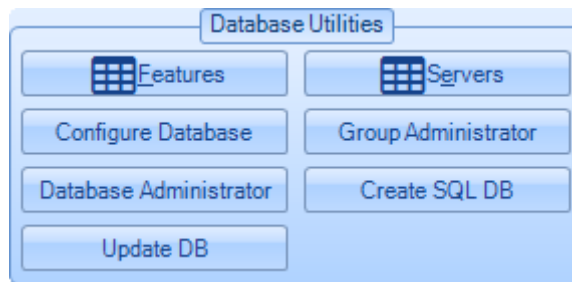 Database Utilities
Features
Servers
Configure Database
Group Administrator
Database Administrator
Create SQL DB
Update DB